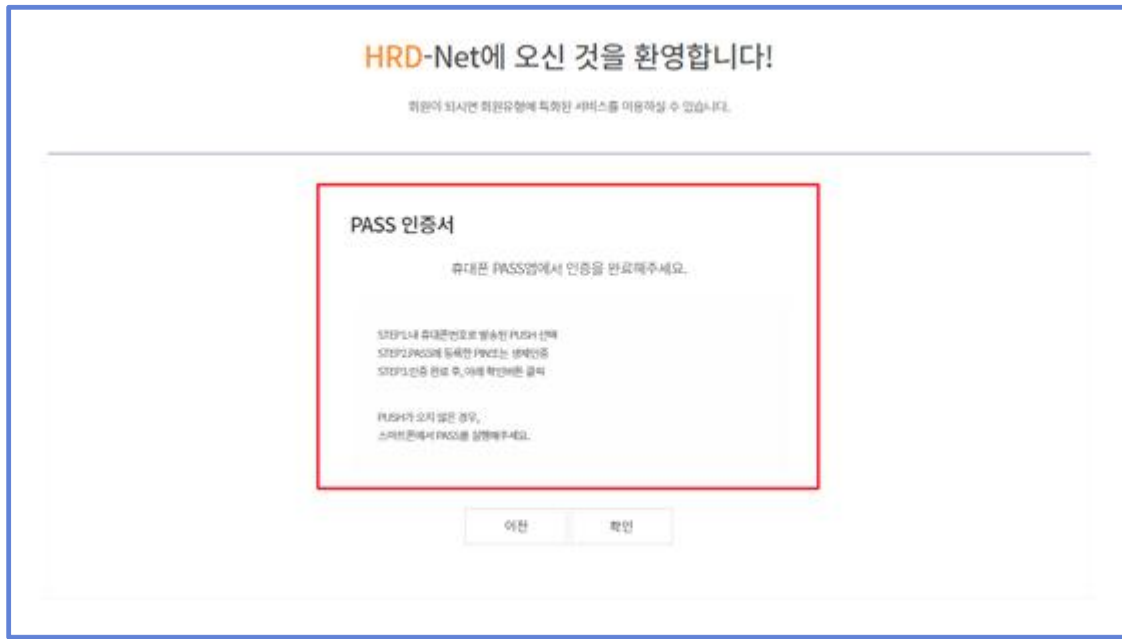 HRD-Net에 오신 것을 환영합니다!
회원이 되시면 회원유형에 특화된 서비스를 이용하실 수 있습니다.
PASS 인증서
휴대폰 PASS앱에서 인증을 완료해주세요.
STEP1.내 휴대폰번호로 발송된 PUSH 선택
STEP2.PASS에 등록한 PIN또는 생체인증
STEP3.인증 완료 후, 아래 확인버튼 클릭
PUSH가 오지 않은 경우,
스마트폰에서 PASS를 실행해주세요.
이전
확인